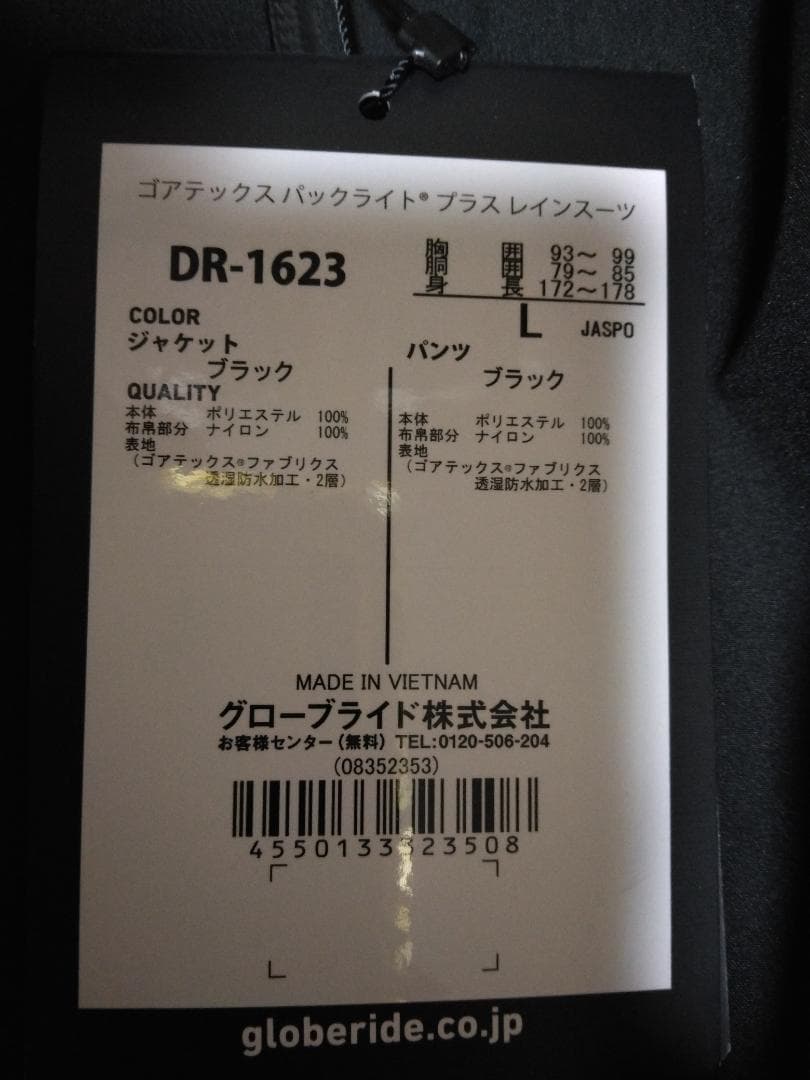 ゴアテックス パックライト® プラス レインスーツ
DR-1623
胸 囲 93～ 99
胴 囲 79～ 85
身 長 172～178
L JASPO
COLOR
ジャケット
ブラック
QUALITY
本体 ポリエステル 100%
布帛部分 ナイロン 100%
表地
（ゴアテックス®ファブリクス
透湿防水加工・2層）
パンツ
ブラック
本体 ポリエステル 100%
布帛部分 ナイロン 100%
表地
（ゴアテックス®ファブリクス
透湿防水加工・2層）
MADE IN VIETNAM
グローブライド株式会社
お客様センター（無料） TEL:0120-506-204
(08352353)
4550133323508
globeride.co.jp